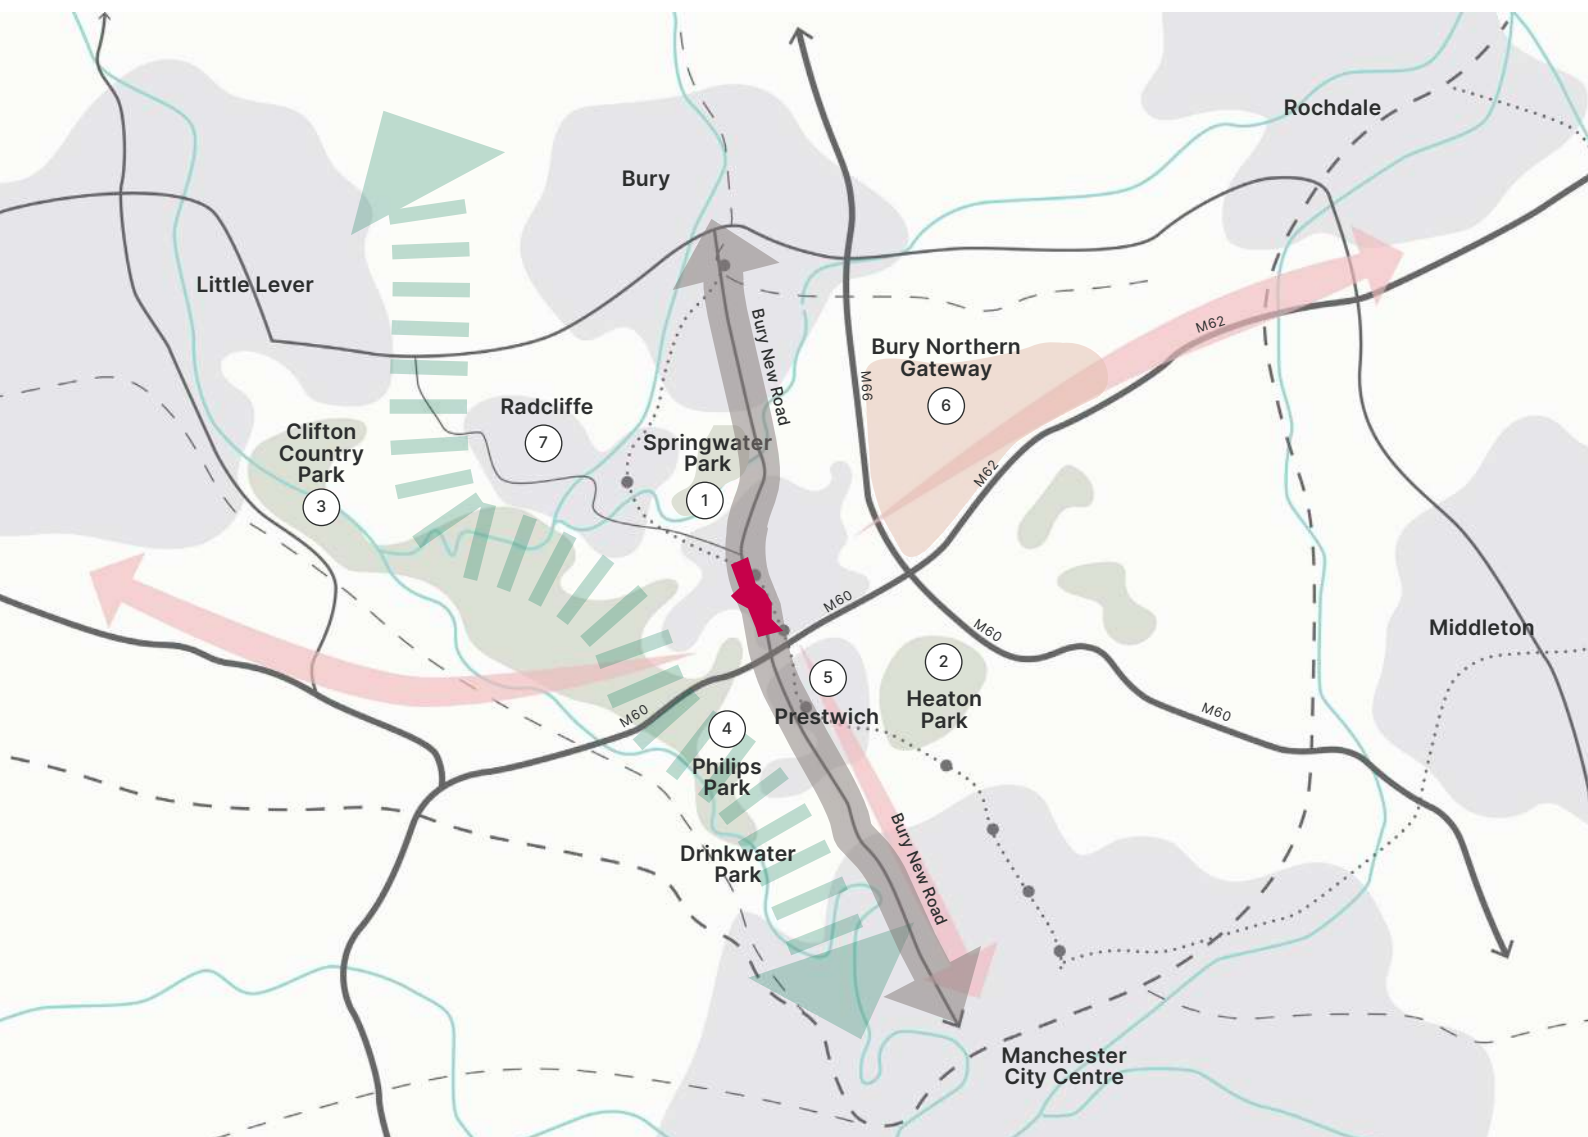 Rochdale
Bury
Little Lever
Bury New Road
M62
Bury Northern
Gateway
6
M66
Radcliffe
7
Clifton
Country
Park
3
Springwater
Park
1
M62
M60
M60
Middleton
2
Heaton
Park
5
Prestwich
M60
M60
4
Philips
Park
Bury New Road
Drinkwater
Park
Manchester
City Centre